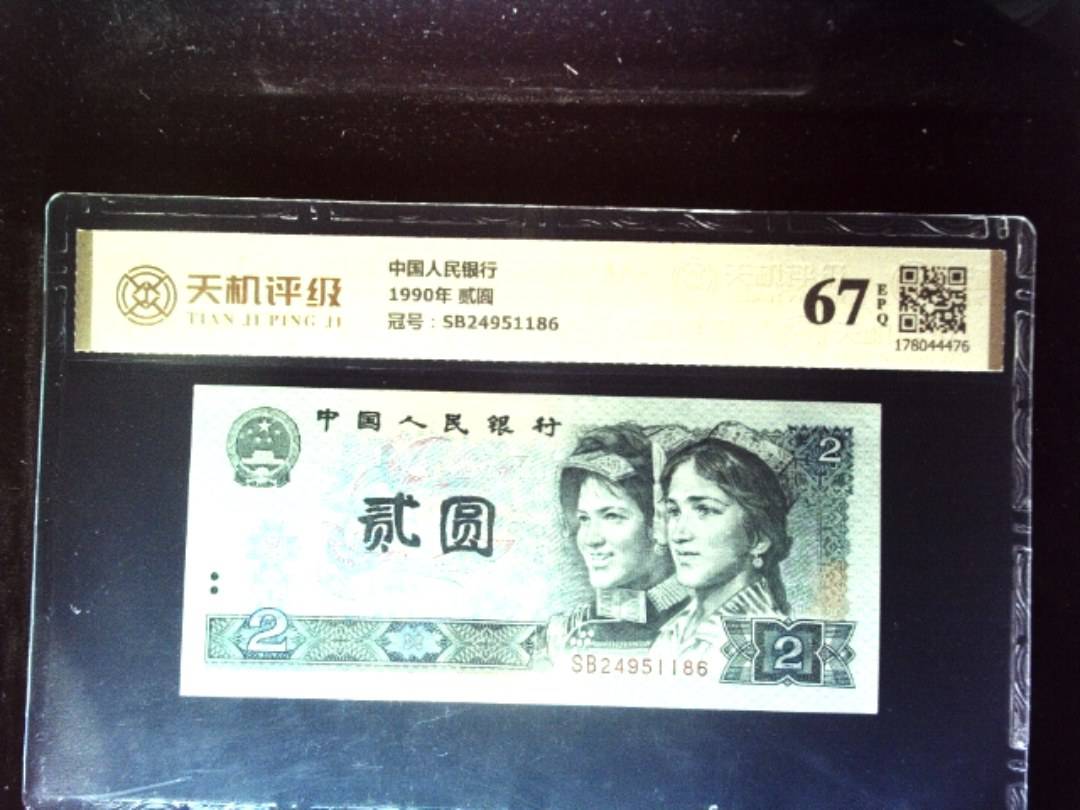 天机评级
TIAN JI PING JI
中国人民银行
1990年 贰圆
冠号：SB24951186
67
EPQ
178044476
中国人民银行
贰圆
2
2
2
SB24951186